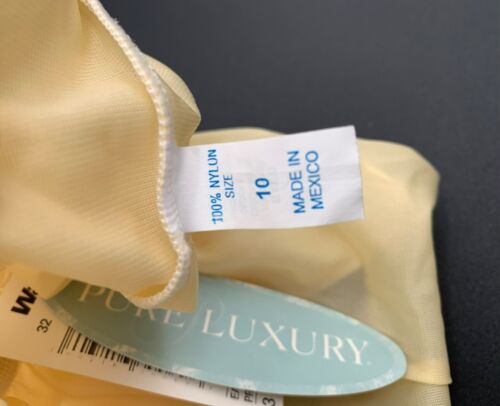 100% NYLON
SIZE
10
MADE IN
MEXICO
PURE LUXURY
32